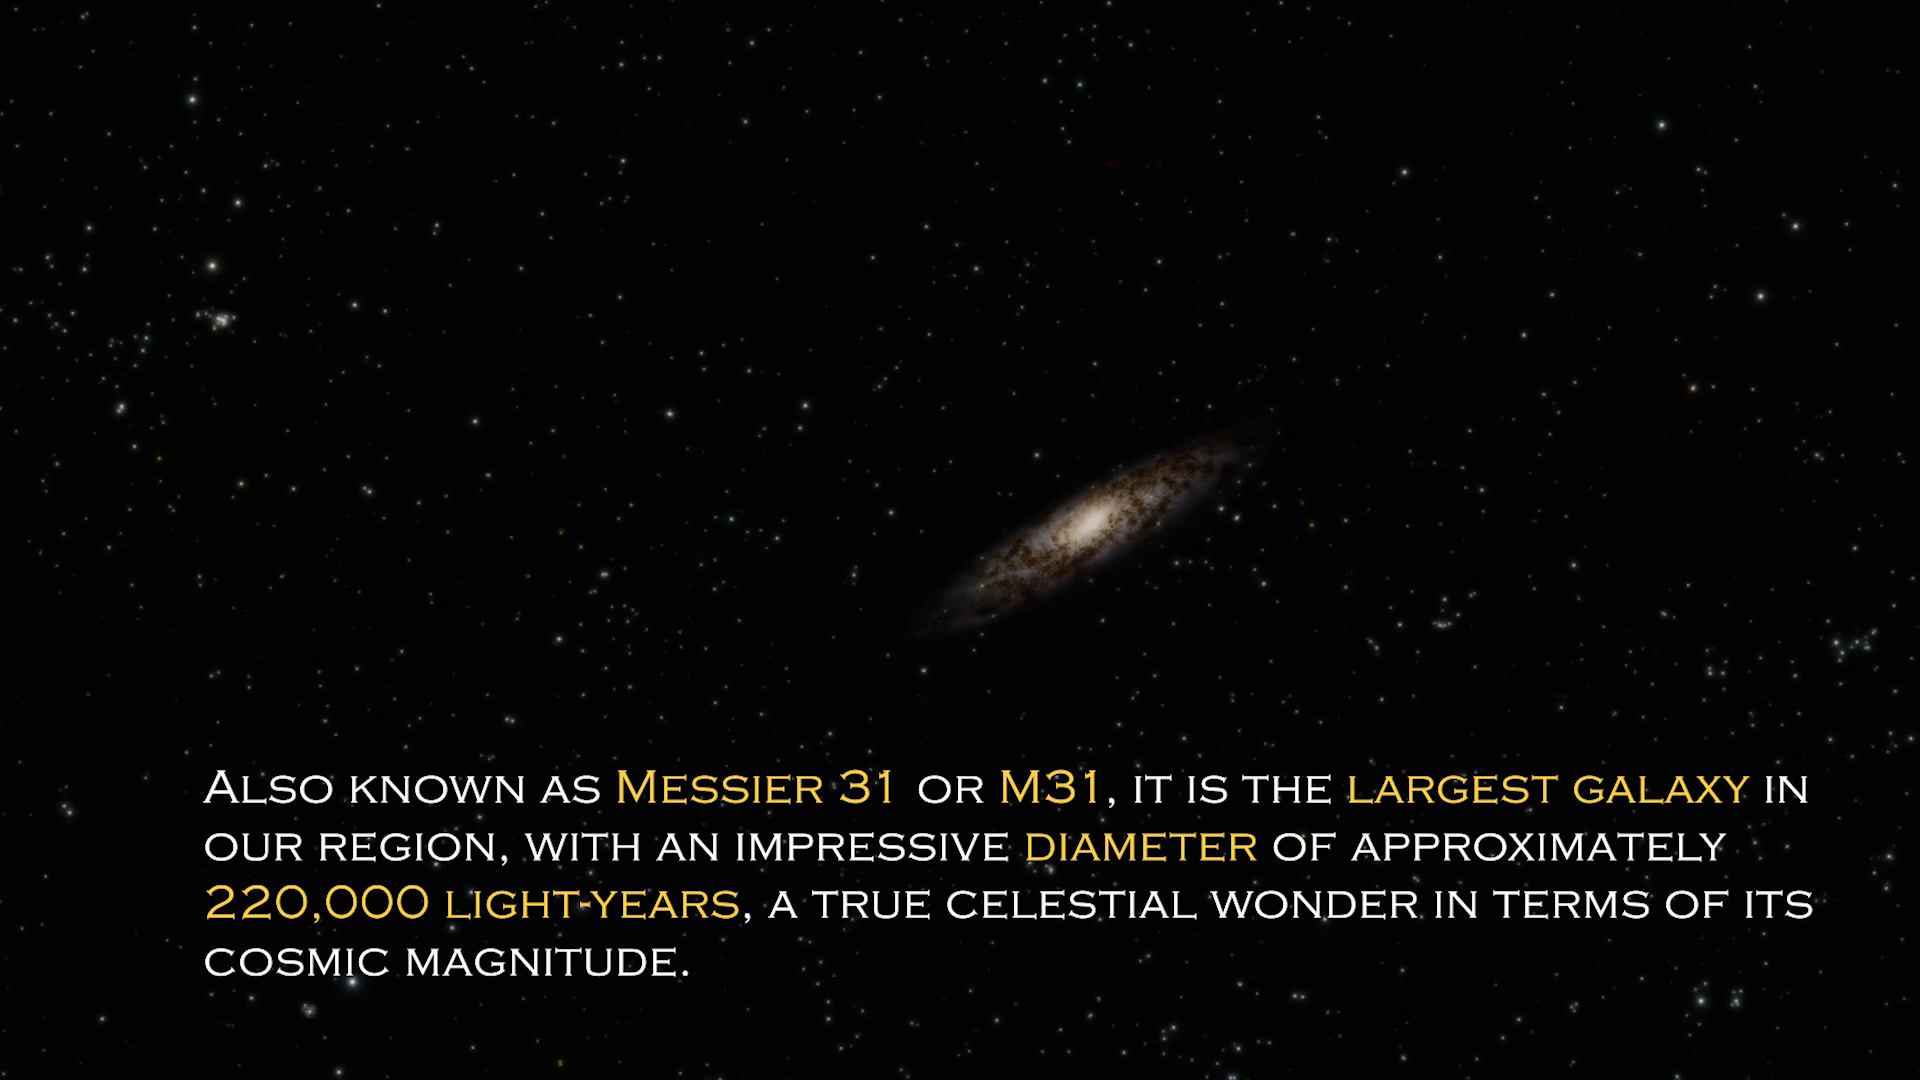 Also known as Messier 31 or M31, it is the largest galaxy in
our region, with an impressive diameter of approximately
220,000 light-years, a true celestial wonder in terms of its
cosmic magnitude.